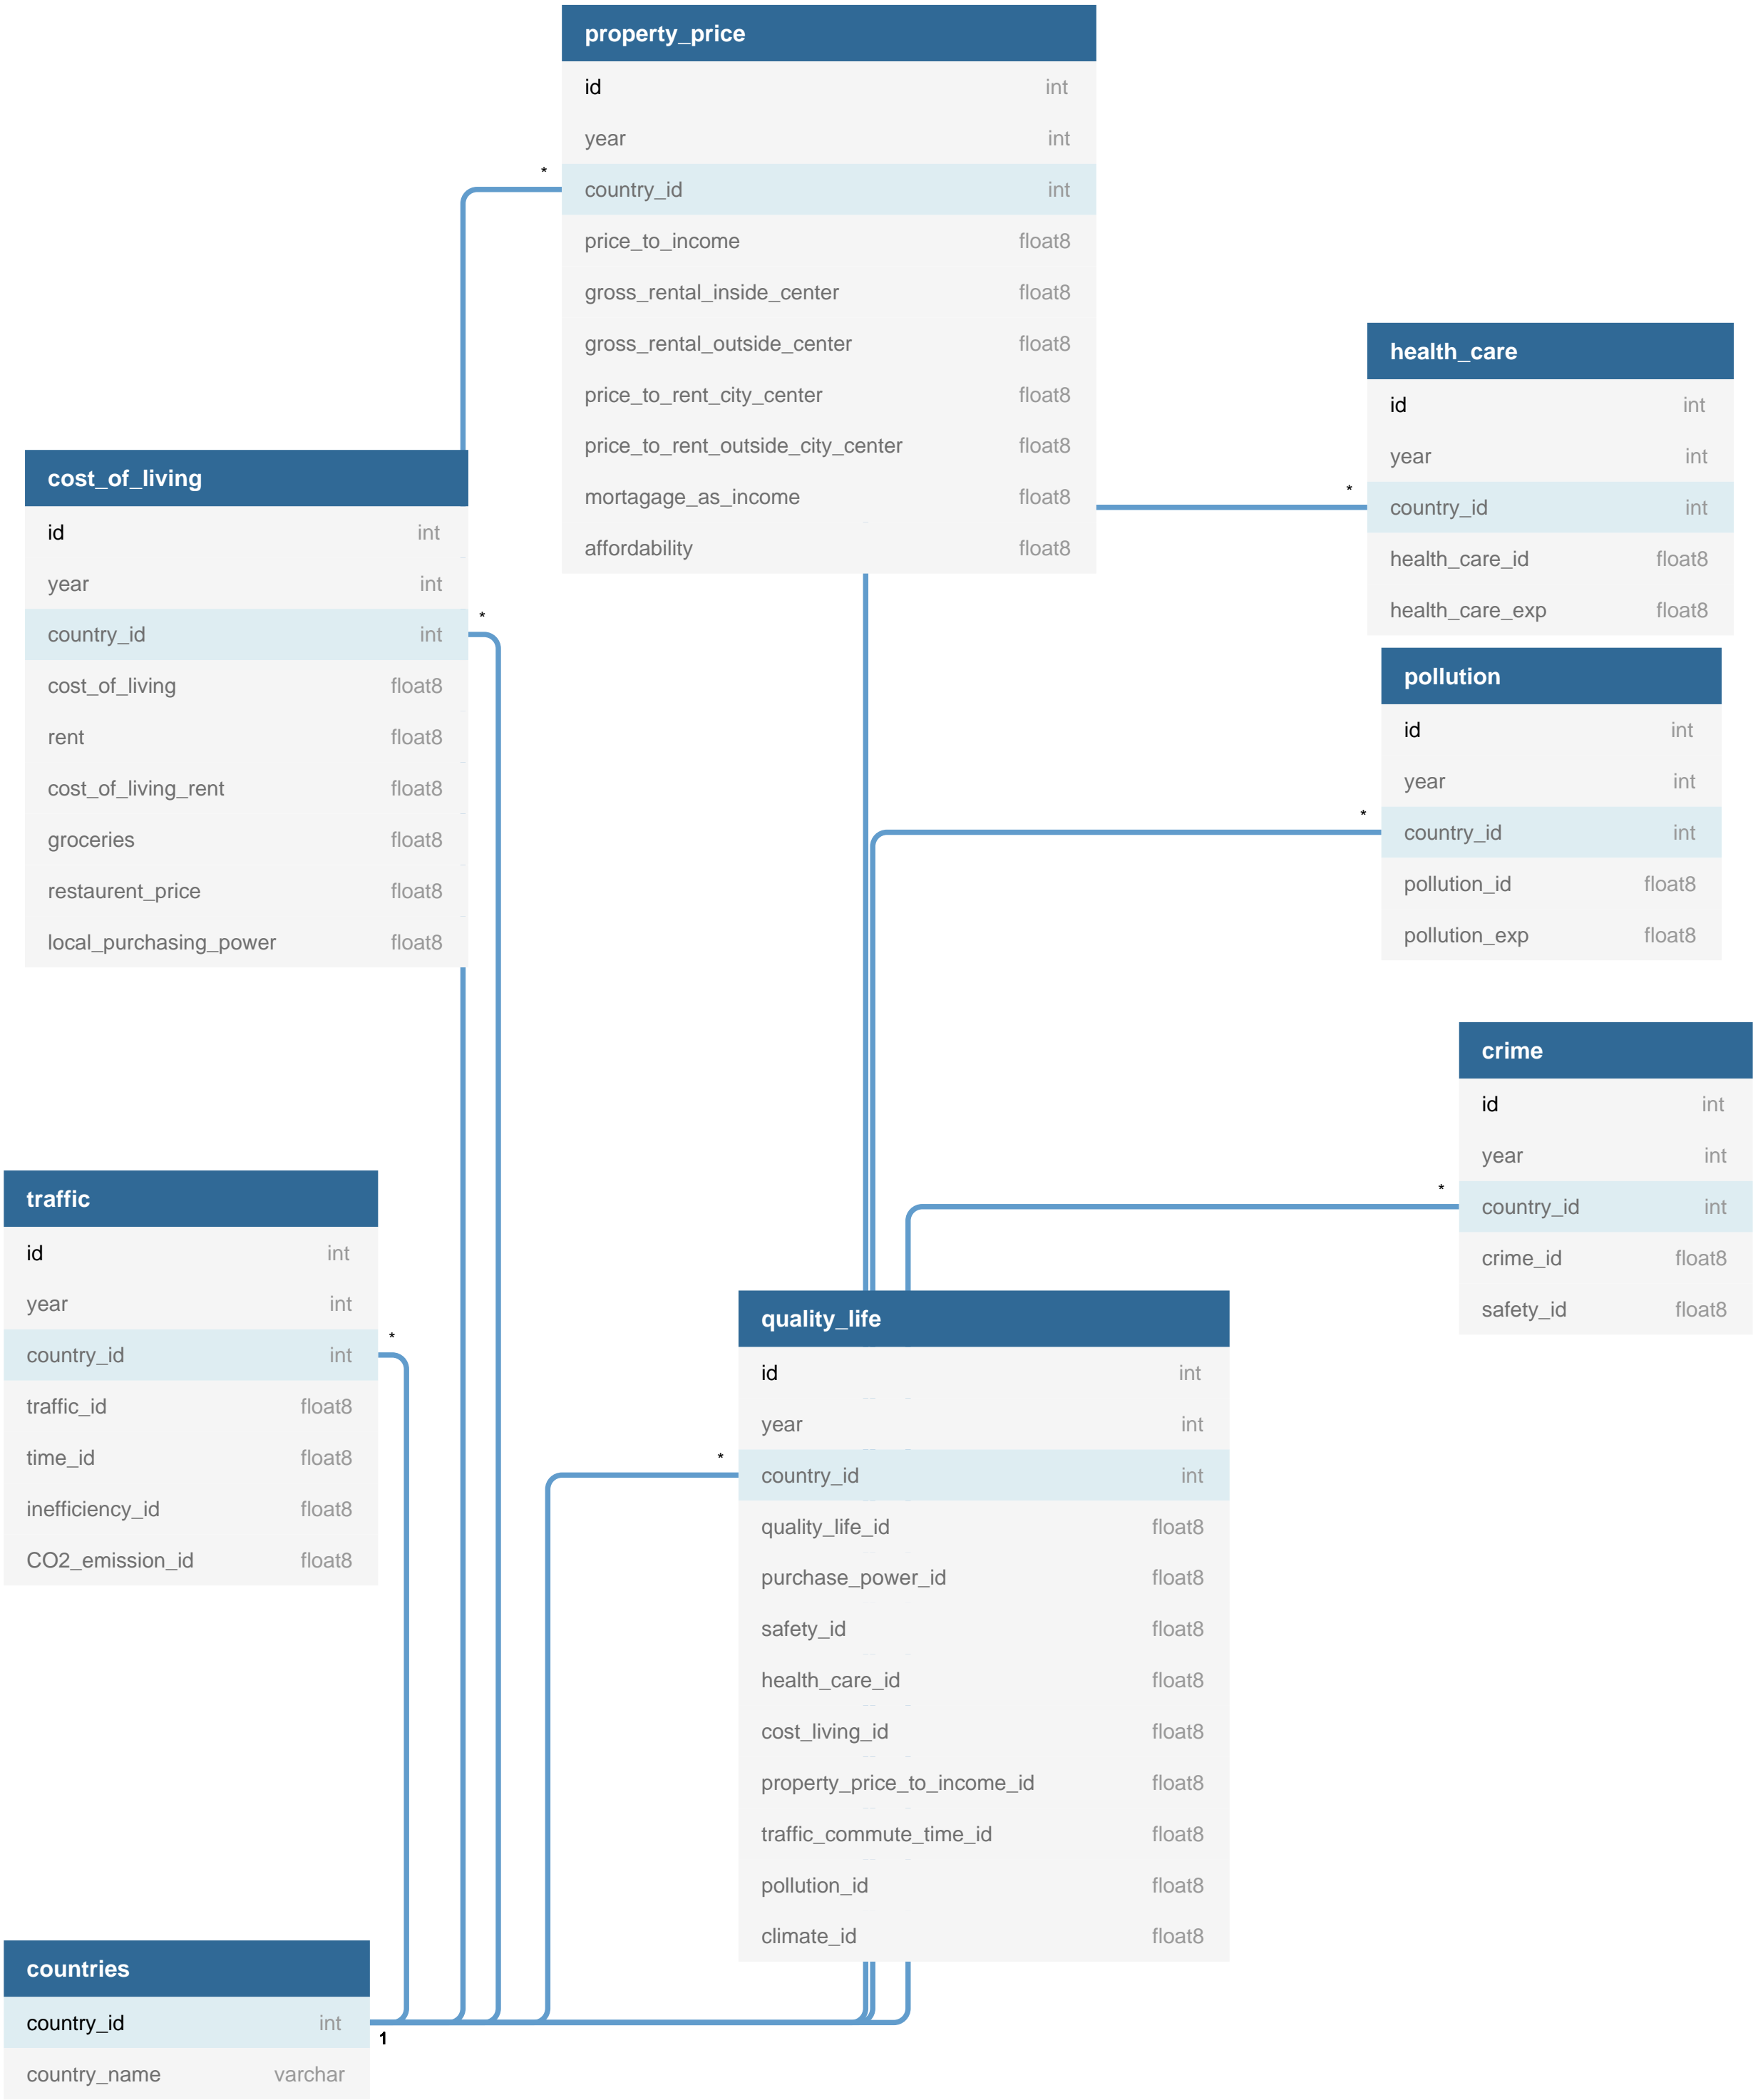 property_price
id int
year int
*
country_id int
price_to_income float8
gross_rental_inside_center float8
gross_rental_outside_center float8
price_to_rent_city_center float8
price_to_rent_outside_city_center float8
mortagage_as_income float8
affordability float8
health_care
id int
year int
*
country_id int
health_care_id float8
health_care_exp float8
cost_of_living
id int
year int
*
country_id int
cost_of_living float8
rent float8
cost_of_living_rent float8
groceries float8
restaurent_price float8
local_purchasing_power float8
pollution
id int
year int
*
country_id int
pollution_id float8
pollution_exp float8
crime
id int
year int
*
country_id int
crime_id float8
safety_id float8
traffic
id int
year int
*
country_id int
traffic_id float8
time_id float8
inefficiency_id float8
CO2_emission_id float8
quality_life
id int
year int
*
country_id int
quality_life_id float8
purchase_power_id float8
safety_id float8
health_care_id float8
cost_living_id float8
property_price_to_income_id float8
traffic_commute_time_id float8
pollution_id float8
climate_id float8
countries
country_id int
1
country_name varchar